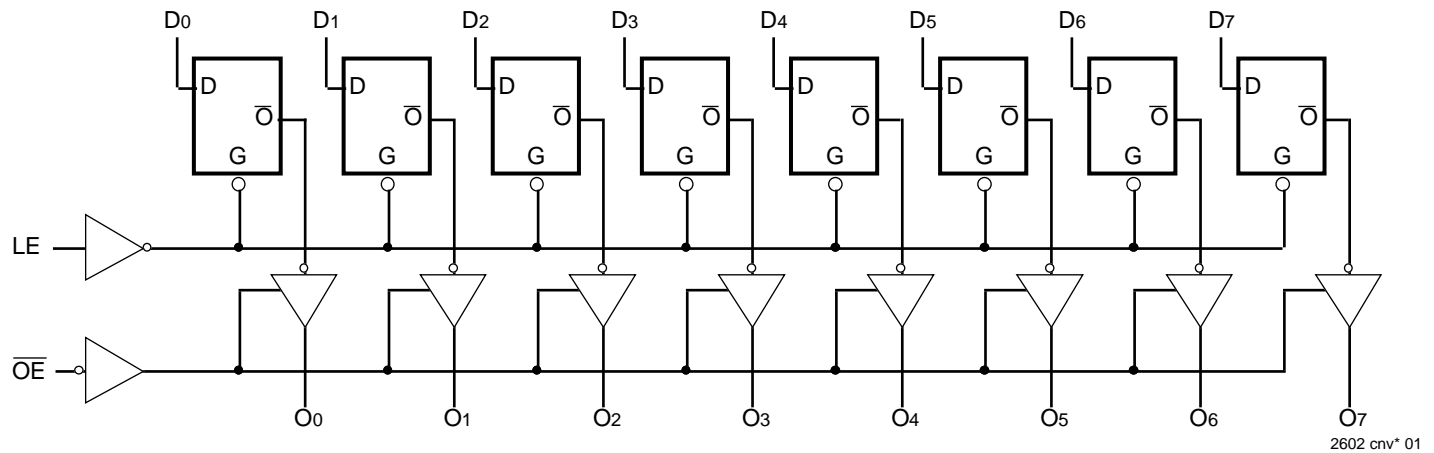 D0 D1 D2 D3 D4 D5 D6 D7
D D D D D D D D
O̅ O̅ O̅ O̅ O̅ O̅ O̅ O̅
G G G G G G G G
LE
O̅E̅
O0 O1 O2 O3 O4 O5 O6 O7
2602 cnv* 01